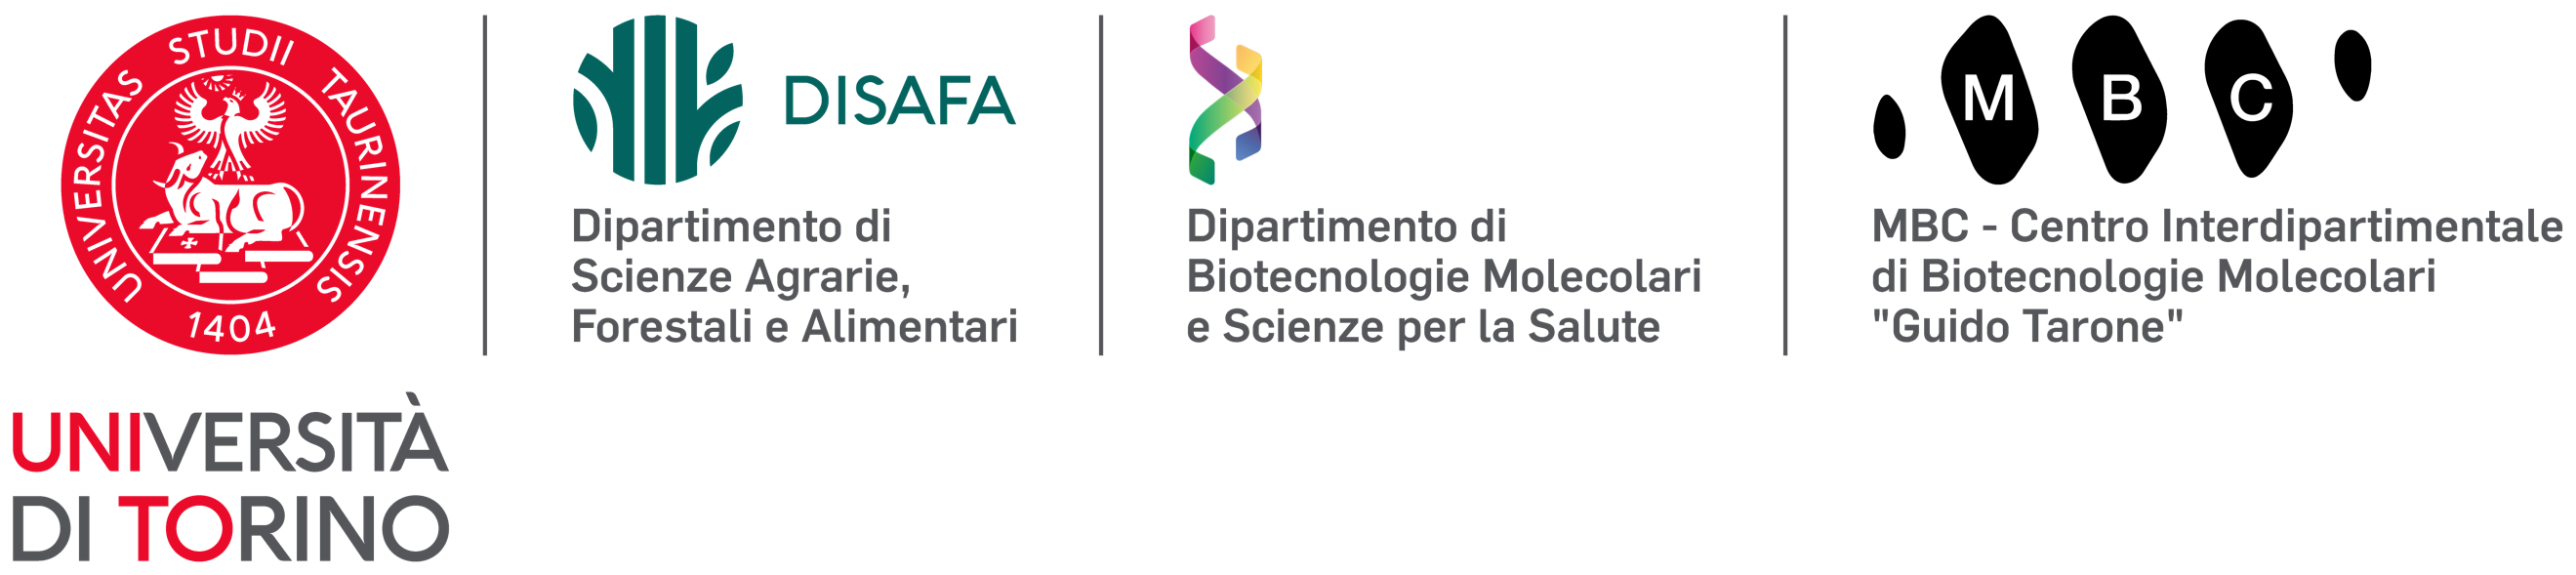 UNIVERSITAS STUDII TAURINENSIS
1404
UNIVERSITÀ
DI TORINO
DISAFA
Dipartimento di
Scienze Agrarie,
Forestali e Alimentari
Dipartimento di
Biotecnologie Molecolari
e Scienze per la Salute
M B C
MBC - Centro Interdipartimentale
di Biotecnologie Molecolari
"Guido Tarone"